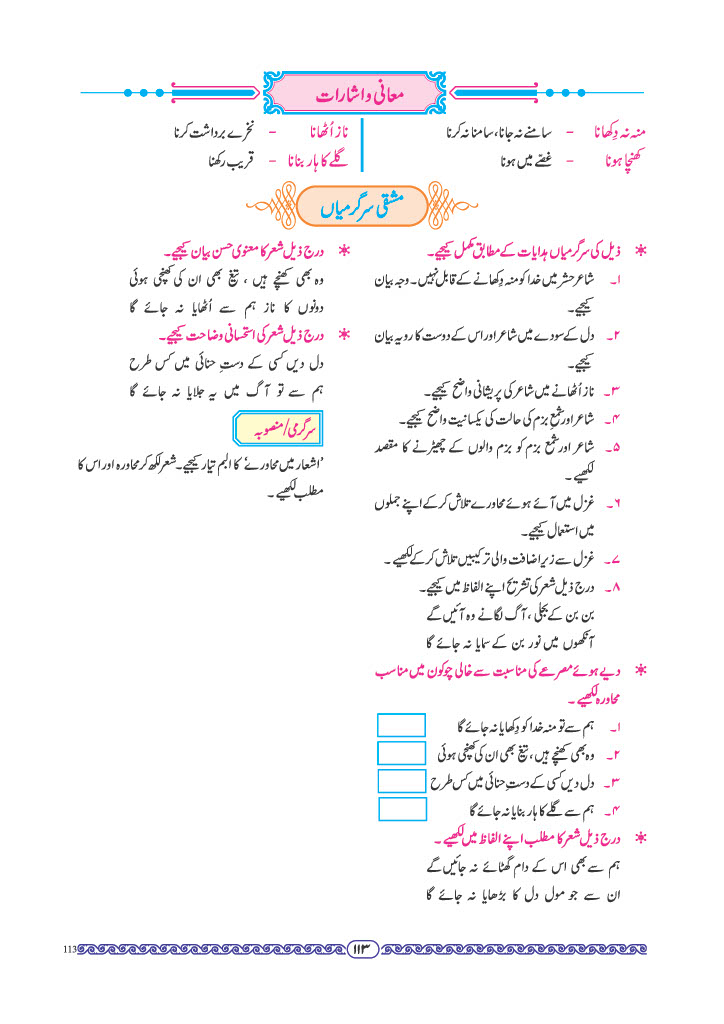 معانی و اشارات
منہ نہ دِکھانا - سامنے نہ جانا، سامنا نہ کرنا
کھنچا ہونا - غصّے میں ہونا
ناز اُٹھانا - نخرے برداشت کرنا
گلے کا ہار بنانا - قریب رکھنا
مشقی سرگرمیاں
* ذیل کی سرگرمیاں ہدایات کے مطابق مکمل کیجیے۔
۱۔ شاعر حشر میں خدا کو منہ دِکھانے کے قابل نہیں۔ وجہ بیان
کیجیے۔
۲۔ دل کے سودے میں شاعر اور اس کے دوست کا رویہ بیان
کیجیے۔
۳۔ ناز اُٹھانے میں شاعر کی پریشانی واضح کیجیے۔
۴۔ شاعر اور شمع بزم کی حالت کی یکسانیت واضح کیجیے۔
۵۔ شاعر اور شمع بزم کو بزم والوں کے چھیڑنے کا مقصد
لکھیے۔
۶۔ غزل میں آئے ہوئے محاورے تلاش کرکے اپنے جملوں
میں استعمال کیجیے۔
۷۔ غزل سے زیرِ اضافت والی ترکیبیں تلاش کرکے لکھیے۔
۸۔ درج ذیل شعر کی تشریح اپنے الفاظ میں کیجیے۔
بن بن کے بجلی، آگ لگانے وہ آئیں گے
آنکھوں میں نور بن کے سمایا نہ جائے گا
* دیے ہوئے مصرعے کی مناسبت سے خالی چوکون میں مناسب
محاورہ لکھیے۔
۱۔ ہم سے تو منہ خدا کو دِکھایا نہ جائے گا
۲۔ وہ بھی کھنچے ہیں، تیغ بھی ان کی کھنچی ہوئی
۳۔ دل دیں کسی کے دستِ حنائی میں کس طرح
۴۔ ہم سے گلے کا ہار بنایا نہ جائے گا
* درج ذیل شعر کا مطلب اپنے الفاظ میں لکھیے۔
ہم سے بھی اس کے دام گھٹائے نہ جائیں گے
ان سے جو مول دل کا بڑھایا نہ جائے گا
* درج ذیل شعر کا معنوی حسن بیان کیجیے۔
وہ بھی کھنچے ہیں، تیغ بھی ان کی کھنچی ہوئی
دونوں کا ناز ہم سے اُٹھایا نہ جائے گا
* درج ذیل شعر کی استحسانی وضاحت کیجیے۔
دل دیں کسی کے دستِ حنائی میں کس طرح
ہم سے تو آگ میں یہ جلایا نہ جائے گا
سرگرمی/منصوبہ
'اشعار میں محاورے' کا البم تیار کیجیے۔ شعر لکھ کر محاورہ اور اس کا
مطلب لکھیے۔
۱۱۳
113